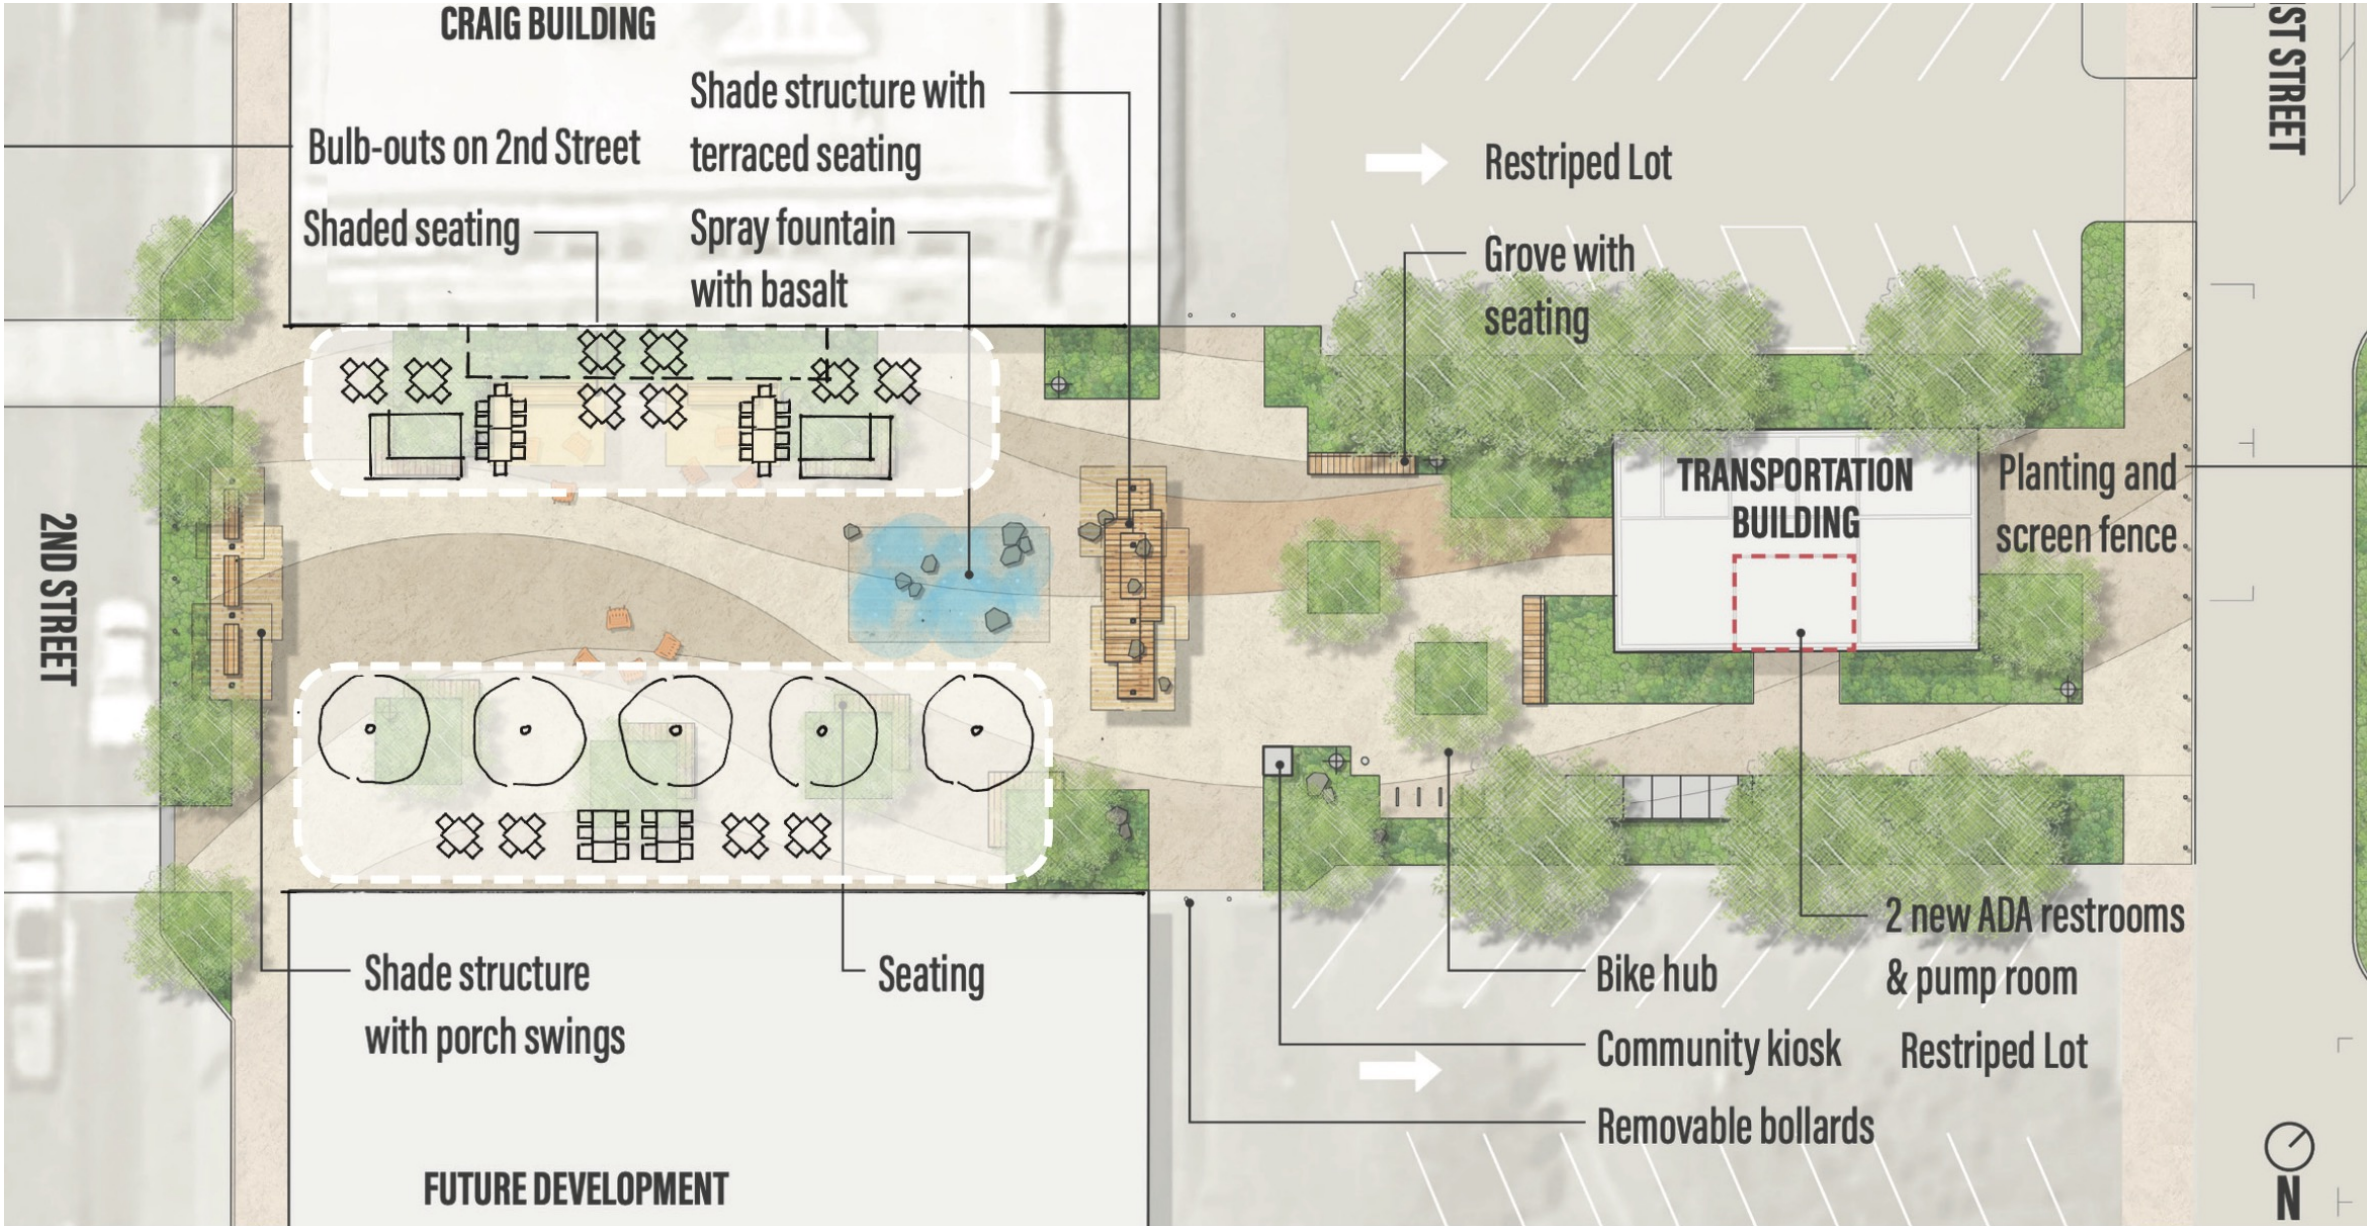 CRAIG BUILDING
Shade structure with
terraced seating
Bulb-outs on 2nd Street
Shaded seating
Spray fountain
with basalt
Restriped Lot
Grove with
seating
ST STREET
TRANSPORTATION
BUILDING
Planting and
screen fence
2ND STREET
Shade structure
with porch swings
Seating
Bike hub
2 new ADA restrooms
& pump room
Community kiosk
Restriped Lot
Removable bollards
FUTURE DEVELOPMENT
N